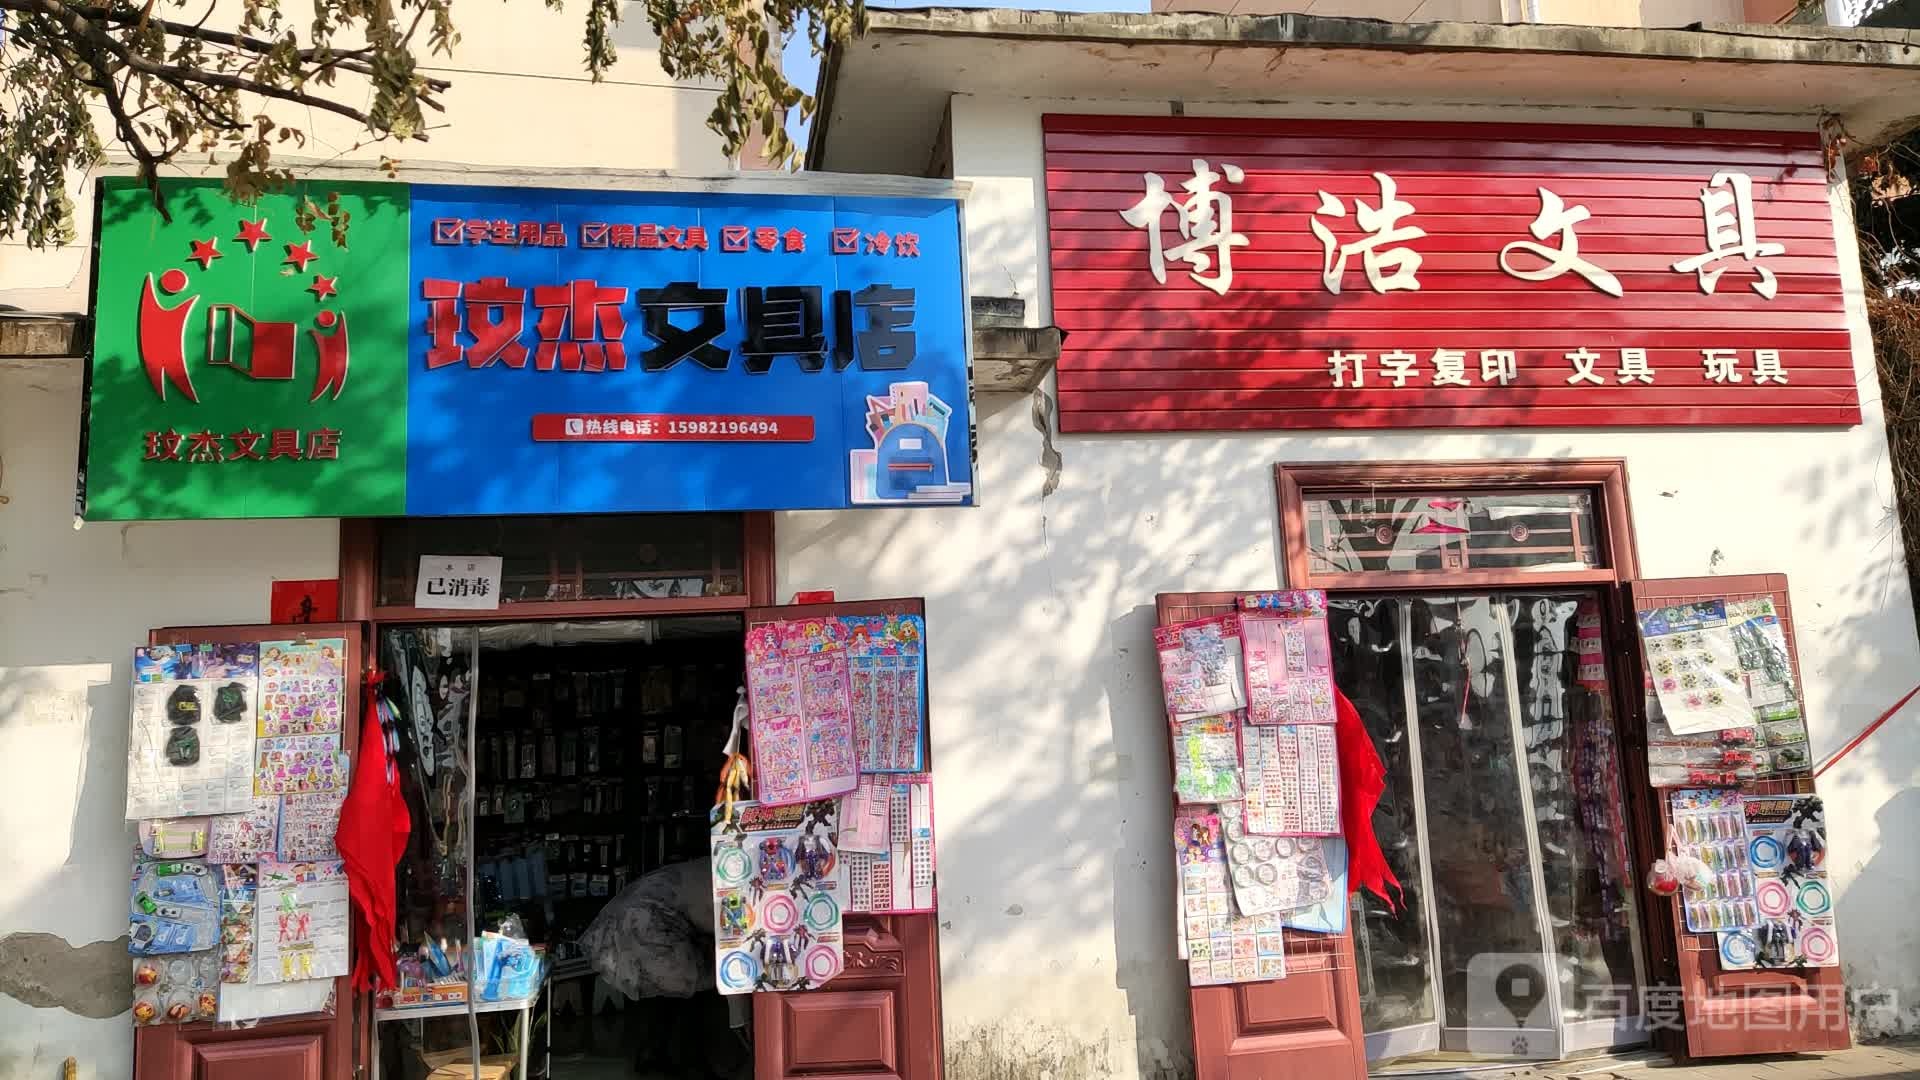 学生用品 精品文具 零食 冷饮
玟杰文具店
热线电话：15982196494
玟杰文具店
本店
已消毒
博浩文具
打字复印 文具 玩具
百度地图用户